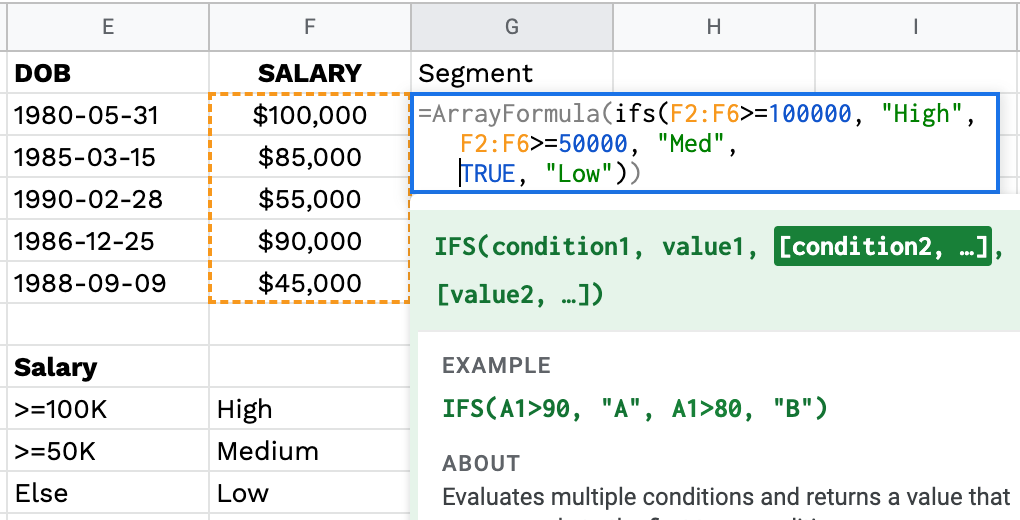 E F G H I
DOB SALARY Segment
1980-05-31 $100,000 =ArrayFormula(ifs(F2:F6>=100000, "High",
F2:F6>=50000, "Med",
TRUE, "Low"))
1985-03-15 $85,000
1990-02-28 $55,000
1986-12-25 $90,000
1988-09-09 $45,000
IFS(condition1, value1, [condition2, …],
[value2, …])
Salary
>=100K High
>=50K Medium
Else Low
EXAMPLE
IFS(A1>90, "A", A1>80, "B")
ABOUT
Evaluates multiple conditions and returns a value that